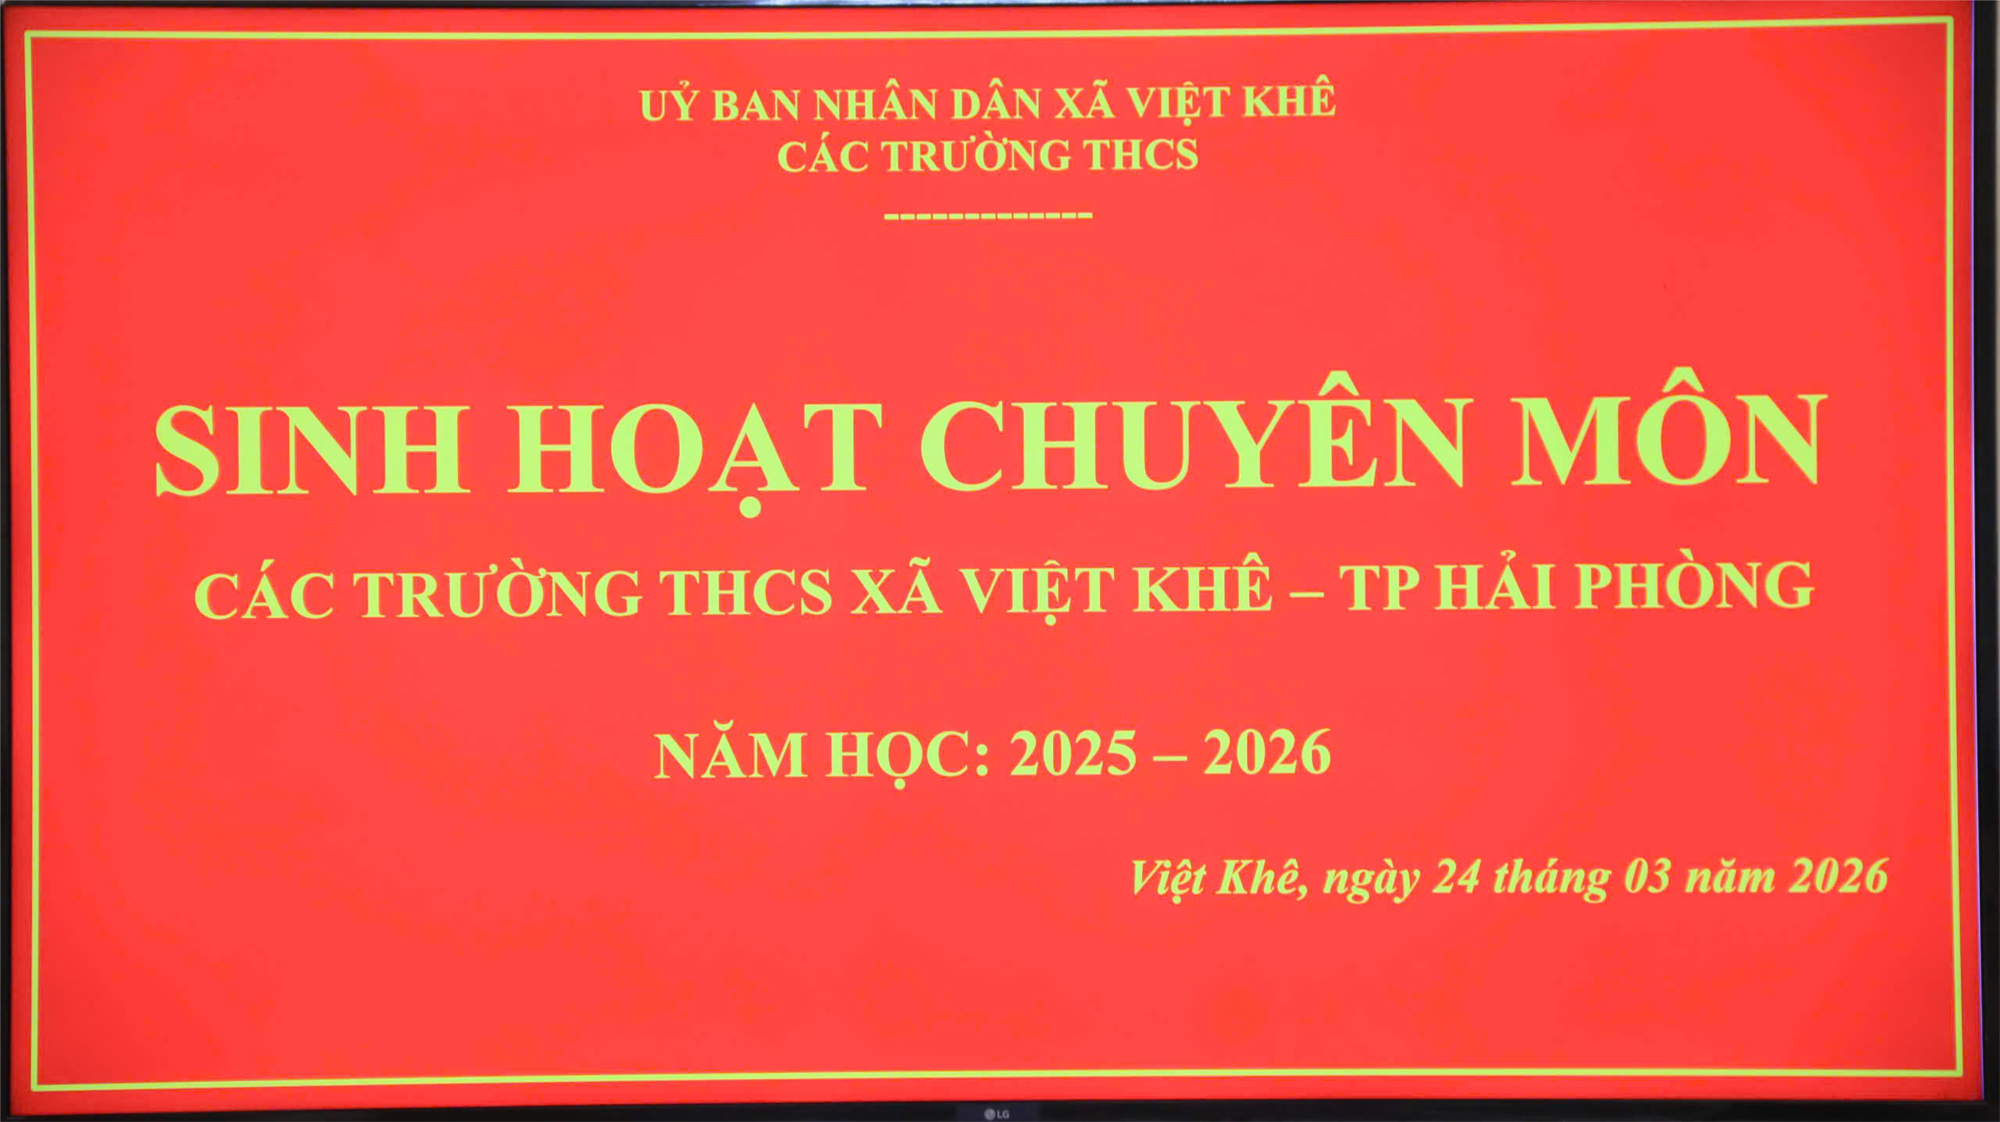 UỶ BAN NHÂN DÂN XÃ VIỆT KHÊ
CÁC TRƯỜNG THCS
-------------
SINH HOẠT CHUYÊN MÔN
CÁC TRƯỜNG THCS XÃ VIỆT KHÊ – TP HẢI PHÒNG
NĂM HỌC: 2025 – 2026
Việt Khê, ngày 24 tháng 03 năm 2026
LG